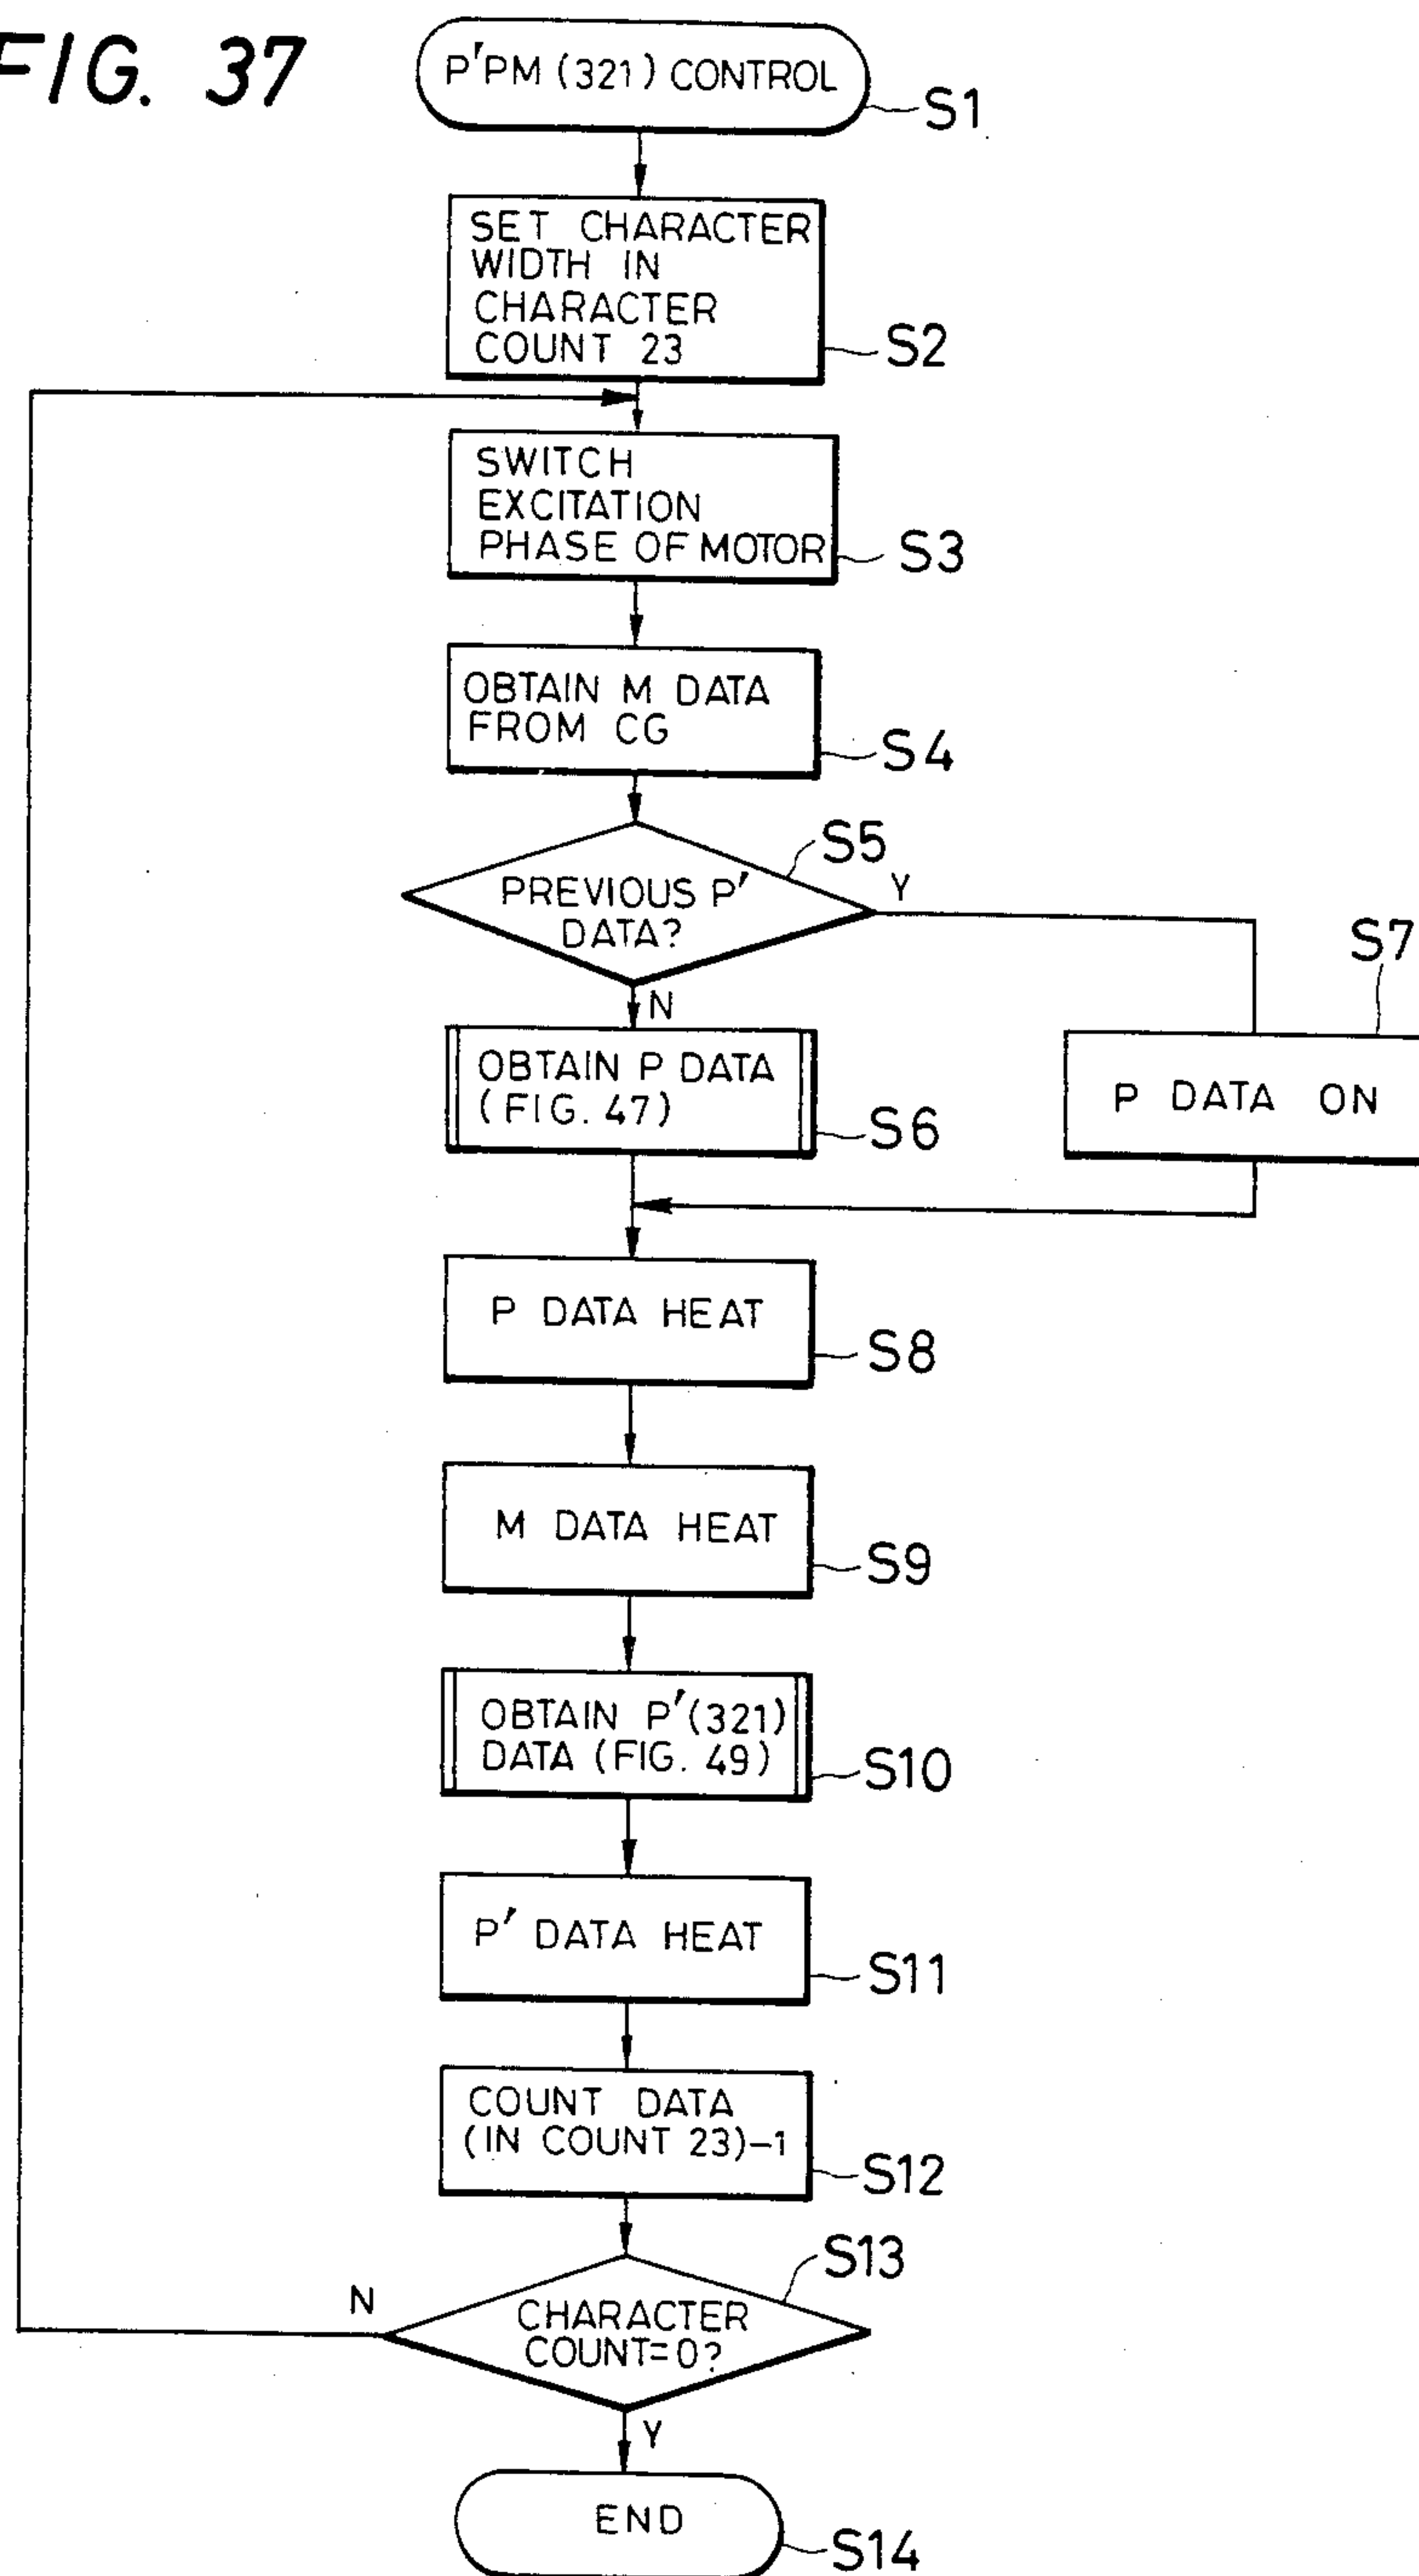 FIG. 37
P'PM (321) CONTROL
S1
SET CHARACTER
WIDTH IN
CHARACTER
COUNT 23
S2
SWITCH
EXCITATION
PHASE OF MOTOR
S3
OBTAIN M DATA
FROM CG
S4
S5
PREVIOUS P'
DATA?
Y
N
S7
P DATA ON
OBTAIN P DATA
(FIG. 47)
S6
P DATA HEAT
S8
M DATA HEAT
S9
OBTAIN P'(321)
DATA (FIG. 49)
S10
P' DATA HEAT
S11
COUNT DATA
(IN COUNT 23)-1
S12
S13
N
CHARACTER
COUNT=0?
Y
END
S14